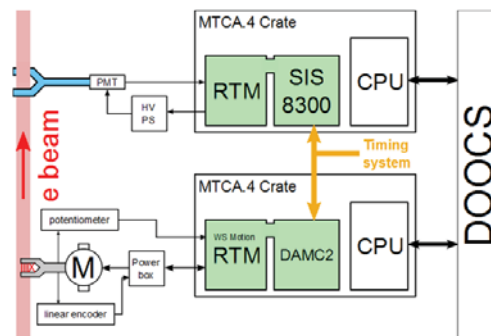 MTCA.4 Crate
PMT
RTM
SIS
8300
CPU
HV
PS
e beam
Timing
system
MTCA.4 Crate
potentiometer
WS Motion
RTM
DAMC2
CPU
M
Power
box
linear encoder
DOOCS